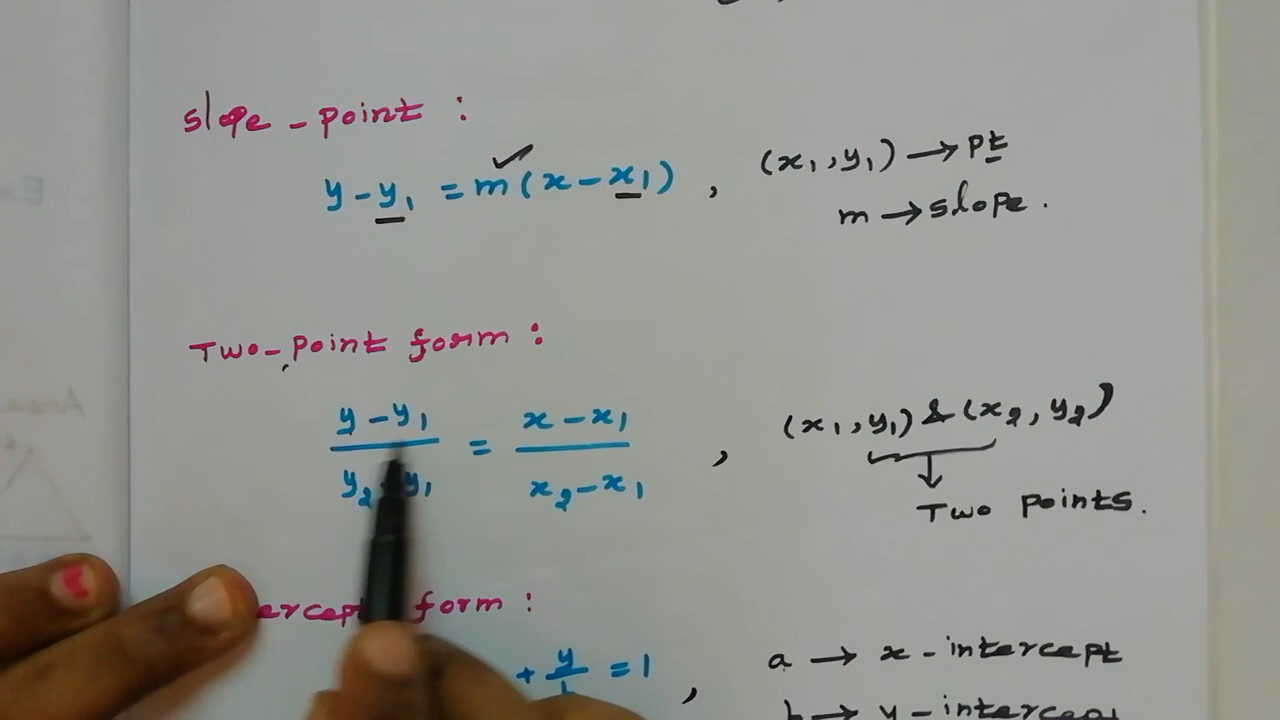 slope - point :
y - y₁ = m(x - x₁) , (x₁, y₁) → pt
m → slope.
Two-point form :
y - y₁ / y₂ - y₁ = x - x₁ / x₂ - x₁ , (x₁, y₁) & (x₂, y₂)
Two points.
form :
+ y/ = 1 , a → x - intercept
b → y - intercept